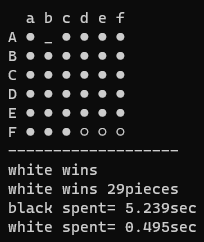 a b c d e f
A ● _ ● ● ● ●
B ● ● ● ● ● ●
C ● ● ● ● ● ●
D ● ● ● ● ● ●
E ● ● ● ● ● ●
F ● ● ● ○ ○ ○
-------------------
white wins
white wins 29pieces
black spent= 5.239sec
white spent= 0.495sec